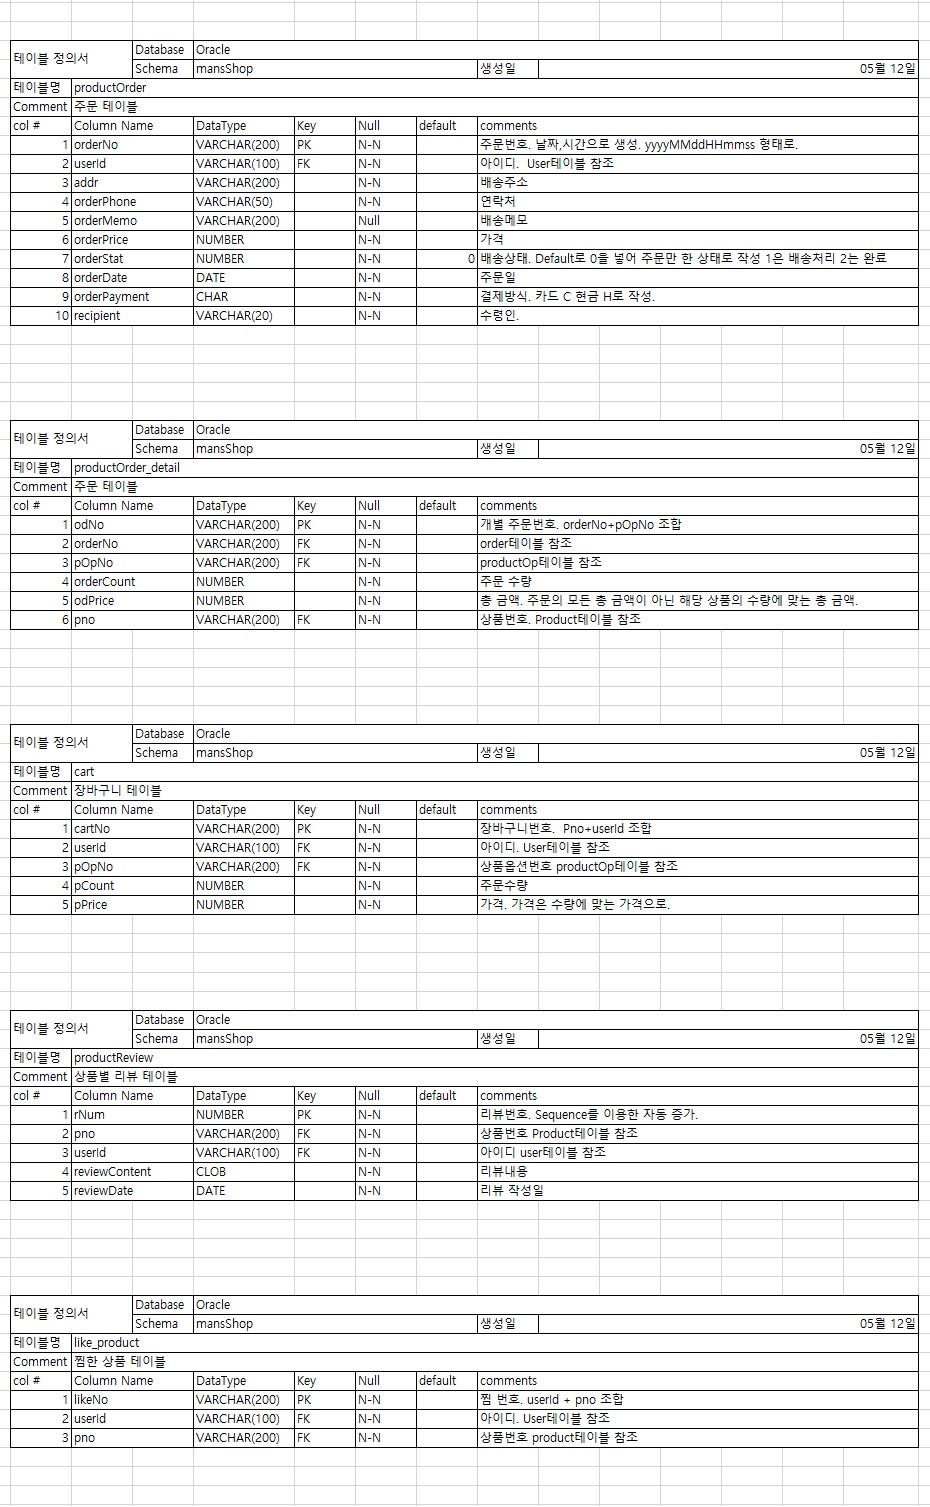 테이블 정의서 Database Oracle
Schema mansShop 생성일 05월 12일
테이블명 productOrder
Comment 주문 테이블
col # Column Name DataType Key Null default comments
1 orderNo VARCHAR(200) PK N-N 주문번호. 날짜,시간으로 생성. yyyyMMddHHmmss 형태로.
2 userId VARCHAR(100) FK N-N 아이디.  User테이블 참조
3 addr VARCHAR(200) N-N 배송주소
4 orderPhone VARCHAR(50) N-N 연락처
5 orderMemo VARCHAR(200) Null 배송메모
6 orderPrice NUMBER N-N 가격
7 orderStat NUMBER N-N 0 배송상태. Default로 0을 넣어 주문만 한 상태로 작성 1은 배송처리 2는 완료
8 orderDate DATE N-N 주문일
9 orderPayment CHAR N-N 결제방식. 카드 C 현금 H로 작성.
10 recipient VARCHAR(20) N-N 수령인.
테이블 정의서 Database Oracle
Schema mansShop 생성일 05월 12일
테이블명 productOrder_detail
Comment 주문 테이블
col # Column Name DataType Key Null default comments
1 odNo VARCHAR(200) PK N-N 개별 주문번호. orderNo+pOpNo 조합
2 orderNo VARCHAR(200) FK N-N order테이블 참조
3 pOpNo VARCHAR(200) FK N-N productOp테이블 참조
4 orderCount NUMBER N-N 주문 수량
5 odPrice NUMBER N-N 총 금액. 주문의 모든 총 금액이 아닌 해당 상품의 수량에 맞는 총 금액.
6 pno VARCHAR(200) FK N-N 상품번호. Product테이블 참조
테이블 정의서 Database Oracle
Schema mansShop 생성일 05월 12일
테이블명 cart
Comment 장바구니 테이블
col # Column Name DataType Key Null default comments
1 cartNo VARCHAR(200) PK N-N 장바구니번호.  Pno+userId 조합
2 userId VARCHAR(100) FK N-N 아이디. User테이블 참조
3 pOpNo VARCHAR(200) FK N-N 상품옵션번호 productOp테이블 참조
4 pCount NUMBER N-N 주문수량
5 pPrice NUMBER N-N 가격. 가격은 수량에 맞는 가격으로.
테이블 정의서 Database Oracle
Schema mansShop 생성일 05월 12일
테이블명 productReview
Comment 상품별 리뷰 테이블
col # Column Name DataType Key Null default comments
1 rNum NUMBER PK N-N 리뷰번호. Sequence를 이용한 자동 증가.
2 pno VARCHAR(200) FK N-N 상품번호 Product테이블 참조
3 userId VARCHAR(100) FK N-N 아이디 user테이블 참조
4 reviewContent CLOB N-N 리뷰내용
5 reviewDate DATE N-N 리뷰 작성일
테이블 정의서 Database Oracle
Schema mansShop 생성일 05월 12일
테이블명 like_product
Comment 찜한 상품 테이블
col # Column Name DataType Key Null default comments
1 likeNo VARCHAR(200) PK N-N 찜 번호. userId + pno 조합
2 userId VARCHAR(100) FK N-N 아이디. User테이블 참조
3 pno VARCHAR(200) FK N-N 상품번호 product테이블 참조